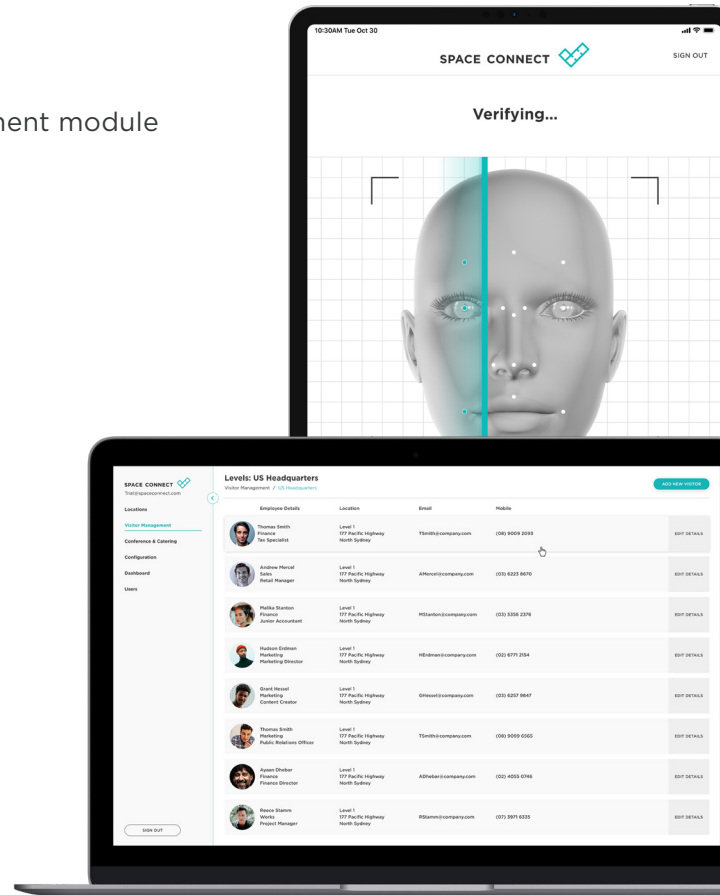 ment module
10:30AM Tue Oct 30
SPACE CONNECT
SIGN OUT
Verifying...
SPACE CONNECT
Trial@spaceconnect.com
Locations
Visitor Management
Conference & Catering
Configuration
Dashboard
Users
SIGN OUT
Levels: US Headquarters
Visitor Management / US Headquarters
ADD NEW VISITOR
Employee Details Location Email Mobile
Thomas Smith
Finance
Tax Specialist
Level 1
177 Pacific Highway
North Sydney
TSmith@company.com
(08) 9009 2093
EDIT DETAILS
Andrew Mercel
Sales
Retail Manager
Level 1
177 Pacific Highway
North Sydney
AMercel@company.com
(03) 6223 8670
EDIT DETAILS
Malika Stanton
Finance
Junior Accountant
Level 1
177 Pacific Highway
North Sydney
MStanton@company.com
(03) 5356 2376
EDIT DETAILS
Hudson Erdman
Marketing
Marketing Director
Level 1
177 Pacific Highway
North Sydney
HErdman@company.com
(02) 6771 2154
EDIT DETAILS
Grant Hessel
Marketing
Content Creator
Level 1
177 Pacific Highway
North Sydney
GHessel@company.com
(03) 6257 9847
EDIT DETAILS
Thomas Smith
Marketing
Public Relations Officer
Level 1
177 Pacific Highway
North Sydney
TSmith@company.com
(08) 9009 6565
EDIT DETAILS
Ayaan Dhobar
Finance
Finance Director
Level 1
177 Pacific Highway
North Sydney
ADhebar@company.com
(02) 4055 0746
EDIT DETAILS
Reece Stamm
Works
Project Manager
Level 1
177 Pacific Highway
North Sydney
RStamm@company.com
(07) 3971 6335
EDIT DETAILS